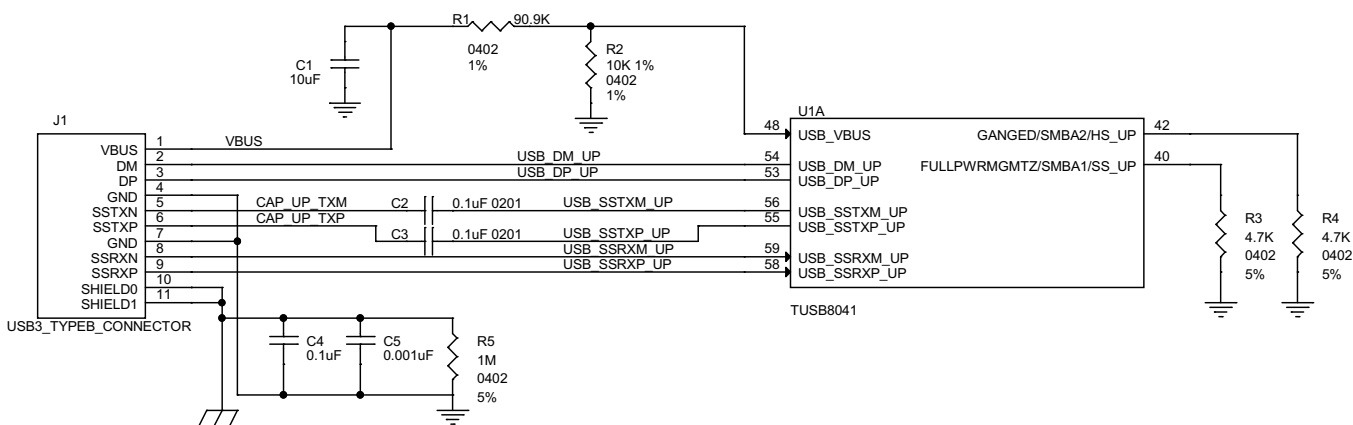 R1 90.9K
0402
1%
C1
10uF
R2
10K 1%
0402
1%
J1
USB3_TYPEB_CONNECTOR
VBUS 1 VBUS
DM 2
DP 3
GND 4
SSTXN 5 CAP_UP_TXM
SSTXP 6 CAP_UP_TXP
GND 7
SSRXN 8
SSRXP 9
SHIELD0 10
SHIELD1 11
USB_DM_UP
USB_DP_UP
C2 0.1uF 0201 USB_SSTXM_UP
C3 0.1uF 0201 USB_SSTXP_UP
USB_SSRXM_UP
USB_SSRXP_UP
U1A
48 USB_VBUS
54 USB_DM_UP
53 USB_DP_UP
56 USB_SSTXM_UP
55 USB_SSTXP_UP
59 USB_SSRXM_UP
58 USB_SSRXP_UP
GANGED/SMBA2/HS_UP 42
FULLPWRMGMTZ/SMBA1/SS_UP 40
TUSB8041
R3
4.7K
0402
5%
R4
4.7K
0402
5%
C4
0.1uF
C5
0.001uF
R5
1M
0402
5%